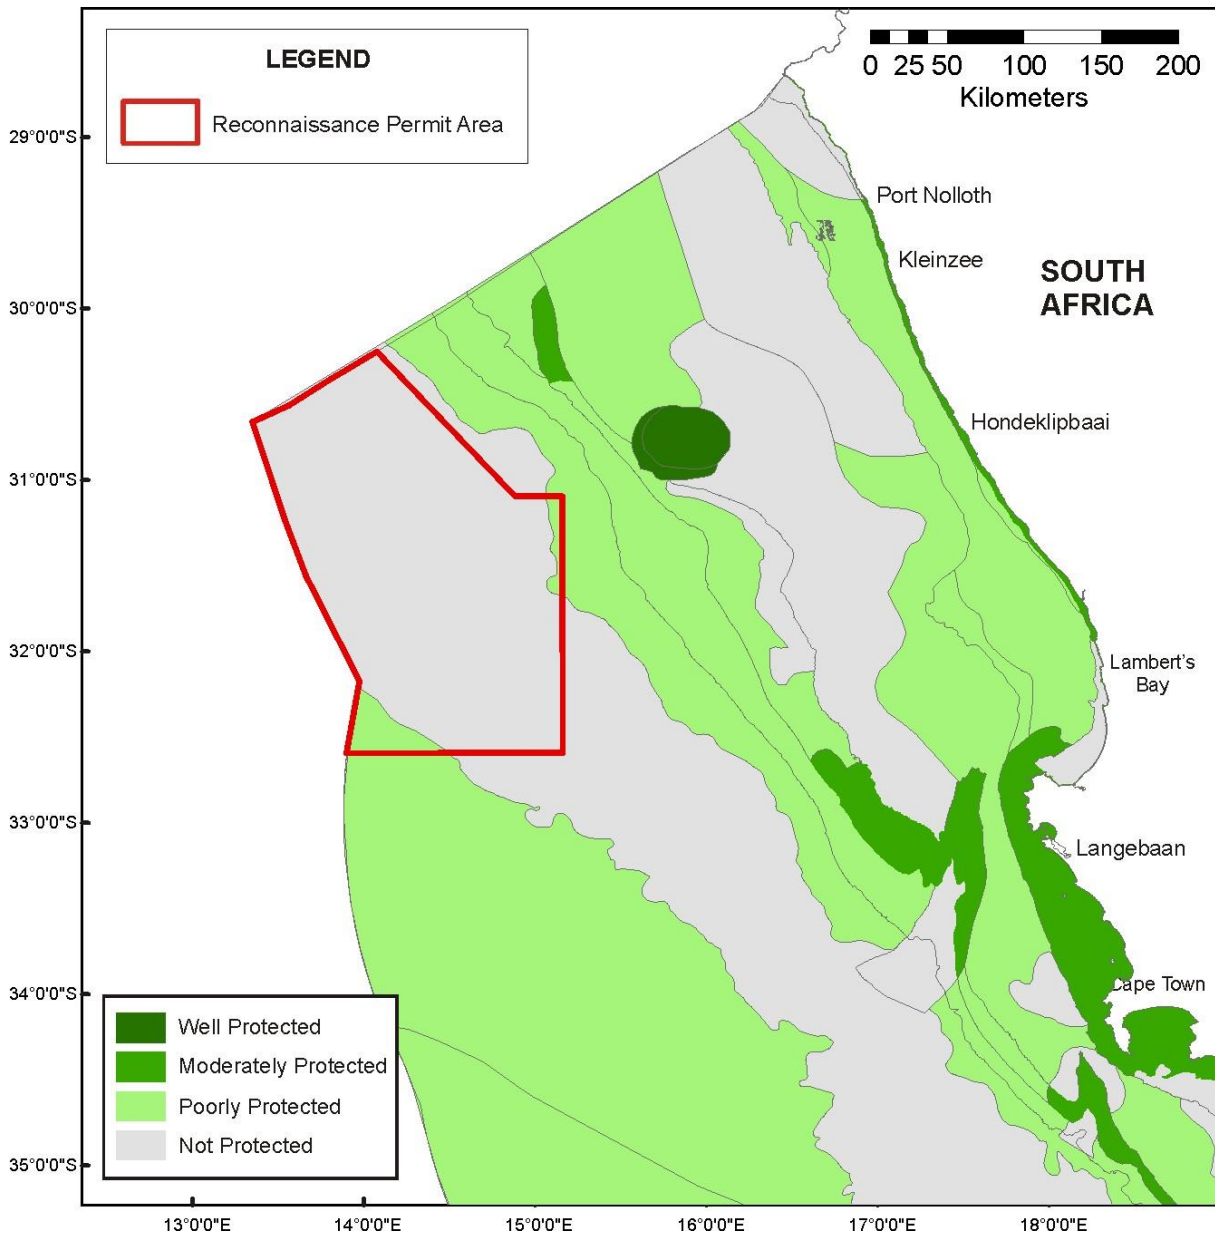 LEGEND
Reconnaissance Permit Area
0 25 50 100 150 200
Kilometers
29°0'0"S
30°0'0"S
31°0'0"S
32°0'0"S
33°0'0"S
34°0'0"S
35°0'0"S
Port Nolloth
Kleinzee
SOUTH
AFRICA
Hondeklipbaai
Lambert's
Bay
Langebaan
Cape Town
Well Protected
Moderately Protected
Poorly Protected
Not Protected
13°0'0"E 14°0'0"E 15°0'0"E 16°0'0"E 17°0'0"E 18°0'0"E